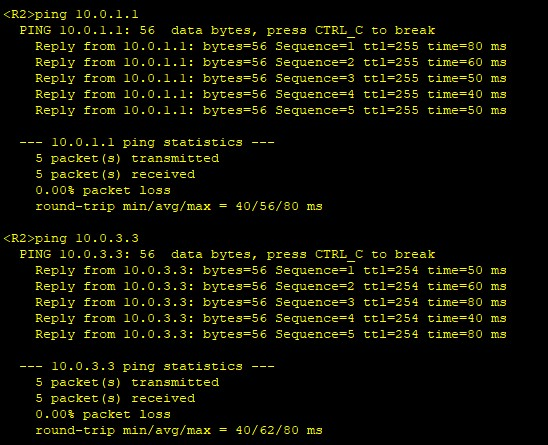 <R2>ping 10.0.1.1
PING 10.0.1.1: 56  data bytes, press CTRL_C to break
Reply from 10.0.1.1: bytes=56 Sequence=1 ttl=255 time=80 ms
Reply from 10.0.1.1: bytes=56 Sequence=2 ttl=255 time=60 ms
Reply from 10.0.1.1: bytes=56 Sequence=3 ttl=255 time=50 ms
Reply from 10.0.1.1: bytes=56 Sequence=4 ttl=255 time=40 ms
Reply from 10.0.1.1: bytes=56 Sequence=5 ttl=255 time=50 ms
--- 10.0.1.1 ping statistics ---
5 packet(s) transmitted
5 packet(s) received
0.00% packet loss
round-trip min/avg/max = 40/56/80 ms
<R2>ping 10.0.3.3
PING 10.0.3.3: 56  data bytes, press CTRL_C to break
Reply from 10.0.3.3: bytes=56 Sequence=1 ttl=254 time=50 ms
Reply from 10.0.3.3: bytes=56 Sequence=2 ttl=254 time=60 ms
Reply from 10.0.3.3: bytes=56 Sequence=3 ttl=254 time=80 ms
Reply from 10.0.3.3: bytes=56 Sequence=4 ttl=254 time=40 ms
Reply from 10.0.3.3: bytes=56 Sequence=5 ttl=254 time=80 ms
--- 10.0.3.3 ping statistics ---
5 packet(s) transmitted
5 packet(s) received
0.00% packet loss
round-trip min/avg/max = 40/62/80 ms